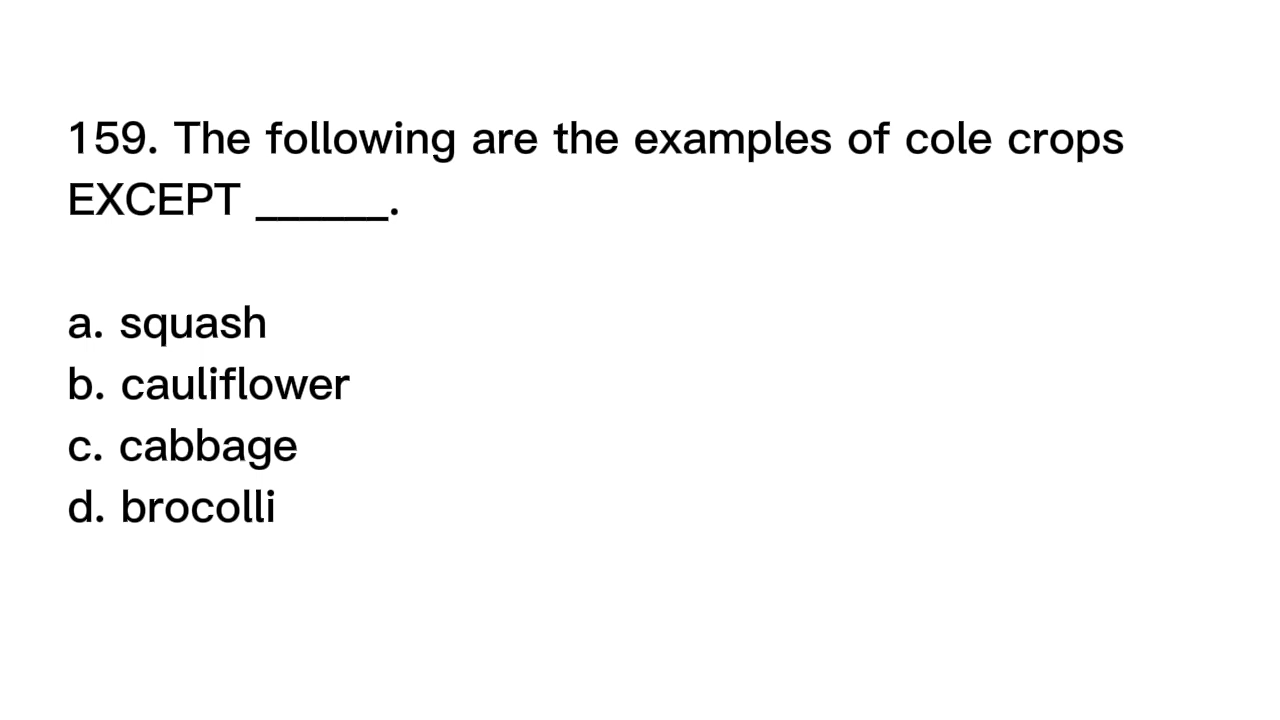 159. The following are the examples of cole crops
EXCEPT ______.
a. squash
b. cauliflower
c. cabbage
d. brocolli